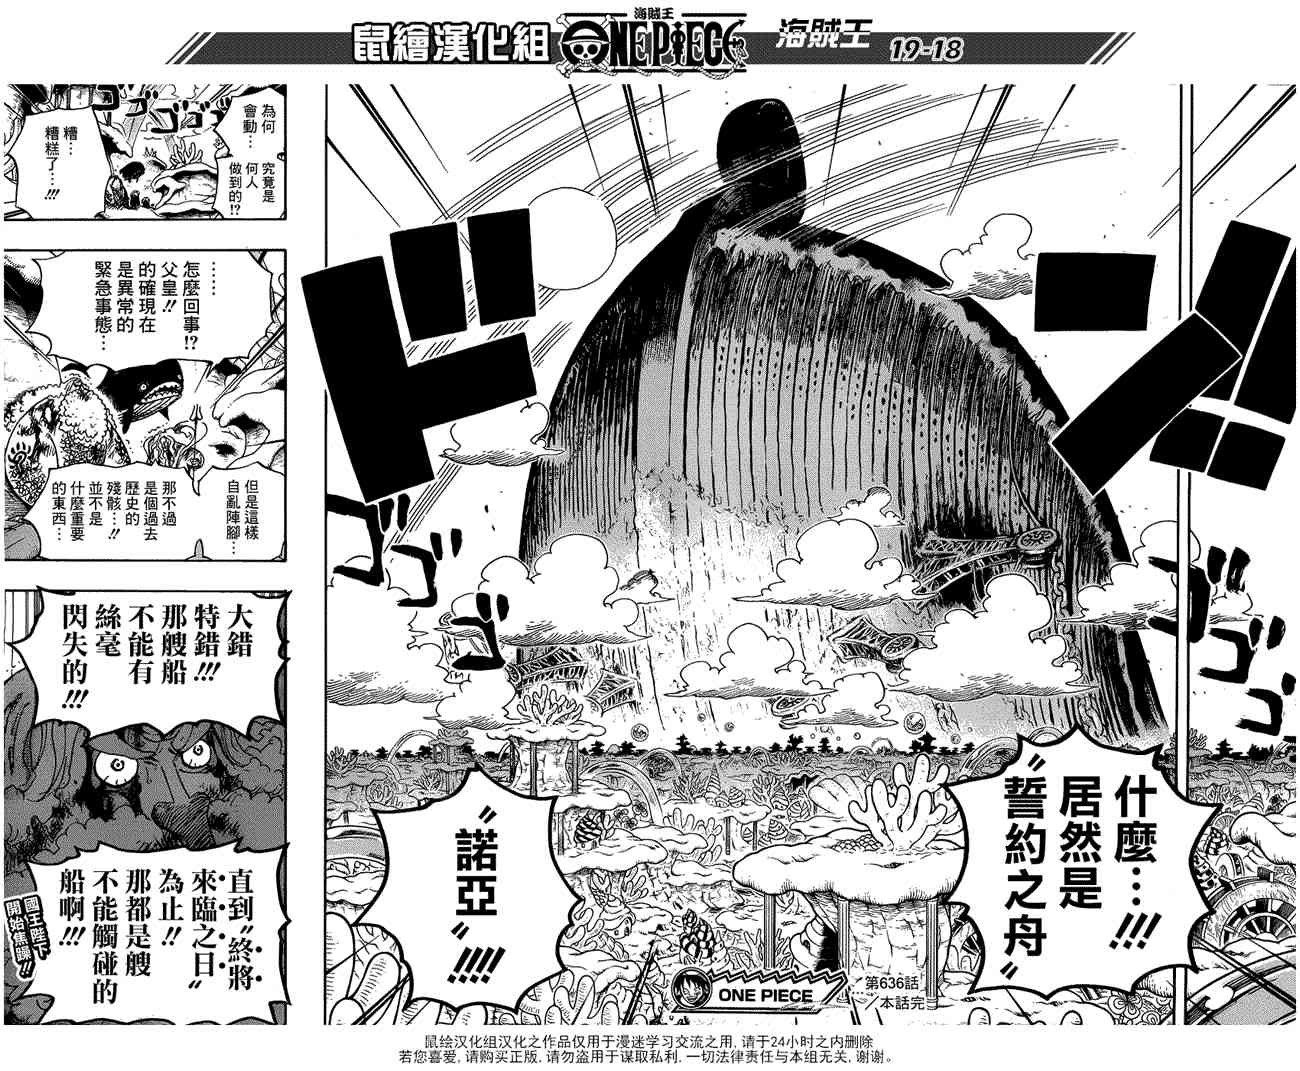 鼠繪漢化組
海賊王
ONE PIECE
海賊王
19-18
什麼…!!!
居然是
〝誓約之舟〟
〝諾亞〟!!!!
ドン!!
ゴゴゴ
ゴゴゴ
ゴ
ONE PIECE
第636話
本話完
ゴゴゴゴゴ
為何
會動…
究竟是
何人
做到的!?
糟…
糟糕了…!!!
……
怎麼回事!?
父皇!!
的確現在
是異常的
緊急事態…
但是這樣
自亂陣腳…
那不過
是個過去
歷史的
殘骸…!!
並不是
什麼重要
的東西…
大錯
特錯!!!
那艘船
不能有
絲毫
閃失的!!!
直到〝終將
來臨之日〟
為止!!
那都是艘
不能觸碰的
船啊!!!
國王陛下
開始焦躁!!
鼠绘汉化组汉化之作品仅用于漫迷学习交流之用,请于24小时之内删除
若您喜爱,请购买正版,请勿盗用于谋取私利,一切法律责任与本组无关,谢谢。